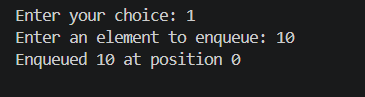 Enter your choice: 1
Enter an element to enqueue: 10
Enqueued 10 at position 0